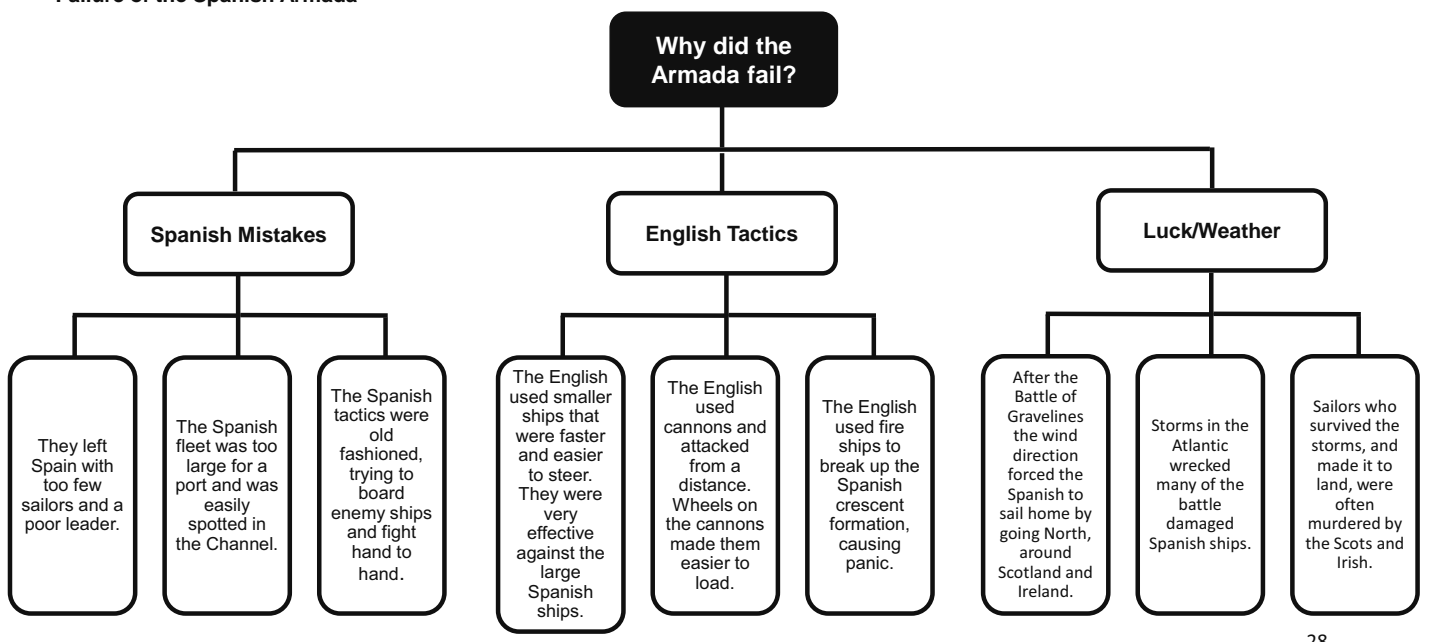 Failure of the Spanish Armada
Why did the
Armada fail?
Spanish Mistakes
English Tactics
Luck/Weather
They left
Spain with
too few
sailors and a
poor leader.
The Spanish
fleet was too
large for a
port and was
easily
spotted in
the Channel.
The Spanish
tactics were
old
fashioned,
trying to
board
enemy ships
and fight
hand to
hand.
The English
used smaller
ships that
were faster
and easier
to steer.
They were
very
effective
against the
large
Spanish
ships.
The English
used
cannons and
attacked
from a
distance.
Wheels on
the cannons
made them
easier to
load.
The English
used fire
ships to
break up the
Spanish
crescent
formation,
causing
panic.
After the
Battle of
Gravelines
the wind
direction
forced the
Spanish to
sail home by
going North,
around
Scotland and
Ireland.
Storms in the
Atlantic
wrecked
many of the
battle
damaged
Spanish ships.
Sailors who
survived the
storms, and
made it to
land, were
often
murdered by
the Scots and
Irish.
28